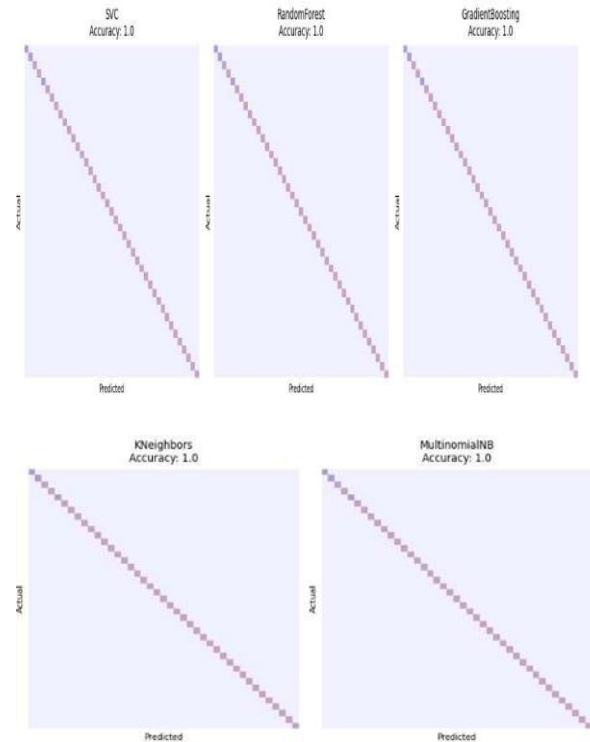 SVC
Accuracy: 1.0
RandomForest
Accuracy: 1.0
GradientBoosting
Accuracy: 1.0
Actual
Actual
Actual
Predicted
Predicted
Predicted
KNeighbors
Accuracy: 1.0
MultinomialNB
Accuracy: 1.0
Actual
Actual
Predicted
Predicted